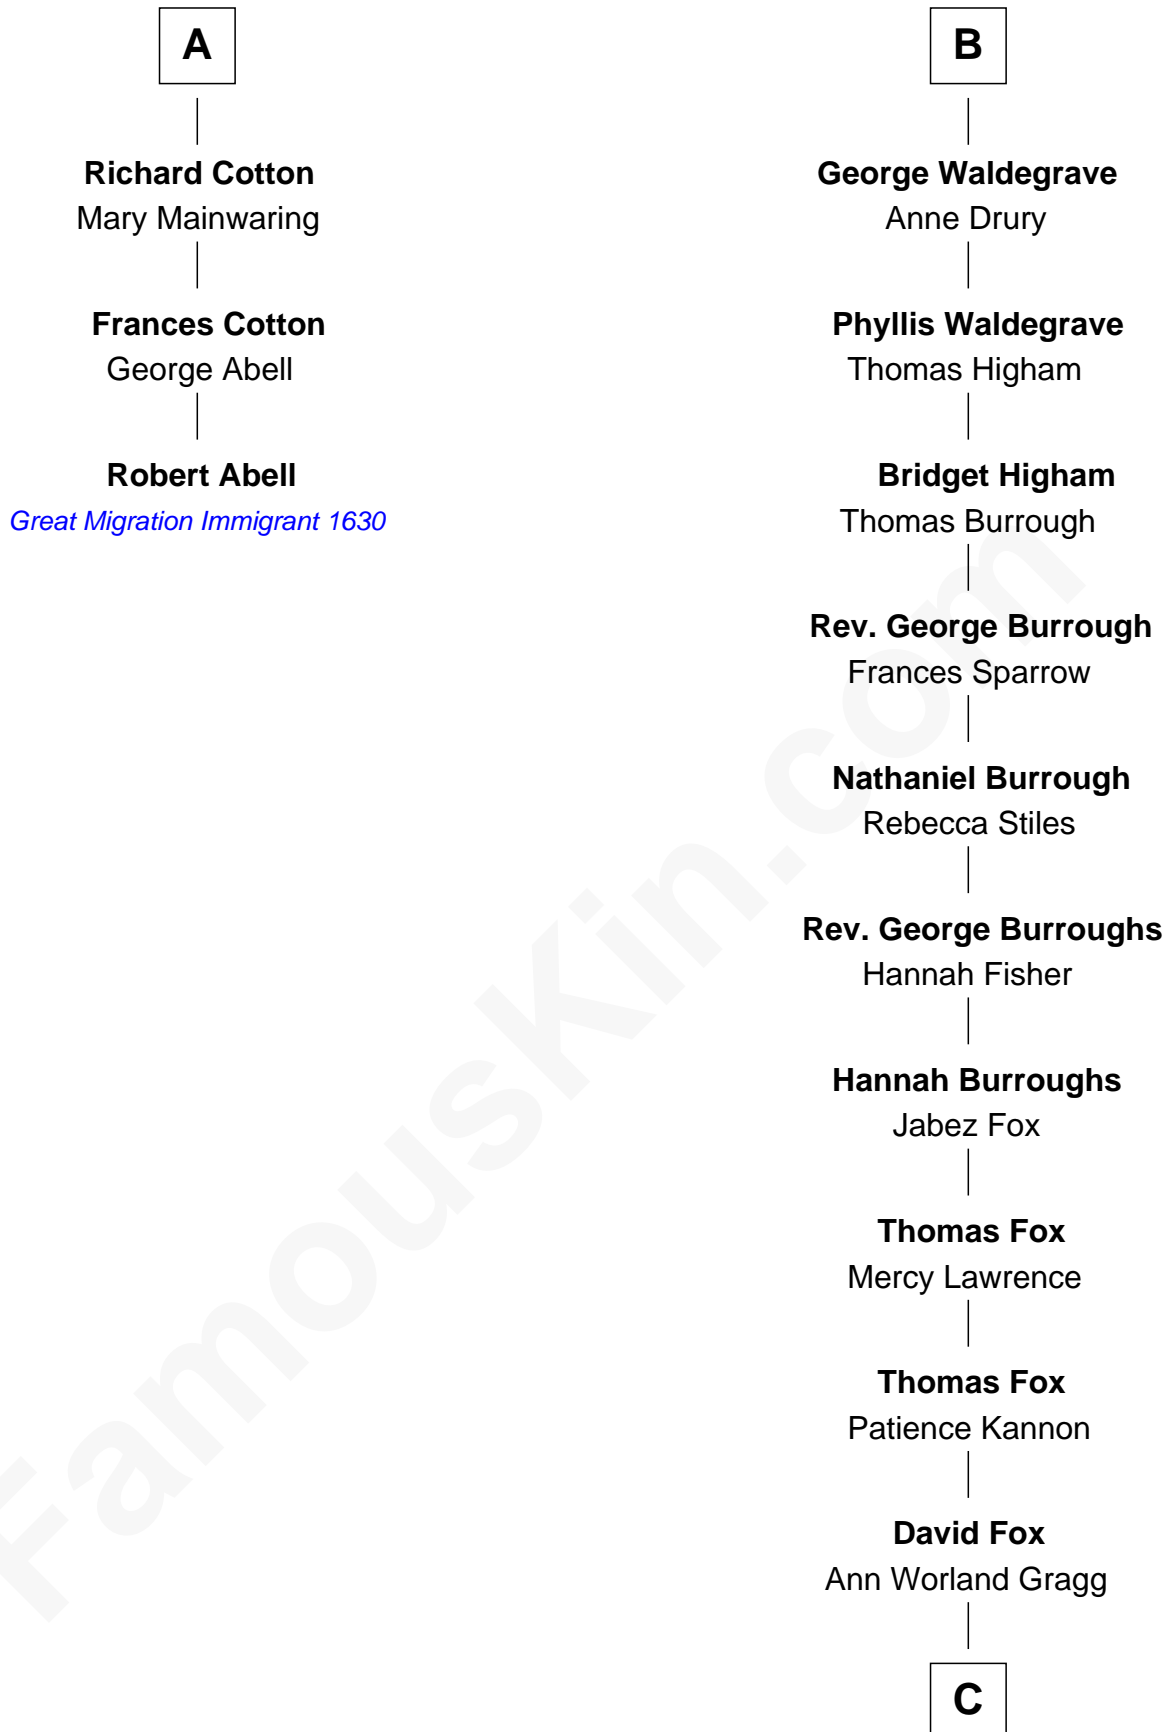 A
Richard Cotton
Mary Mainwaring
Frances Cotton
George Abell
Robert Abell
Great Migration Immigrant 1630
B
George Waldegrave
Anne Drury
Phyllis Waldegrave
Thomas Higham
Bridget Higham
Thomas Burrough
Rev. George Burrough
Frances Sparrow
Nathaniel Burrough
Rebecca Stiles
Rev. George Burroughs
Hannah Fisher
Hannah Burroughs
Jabez Fox
Thomas Fox
Mercy Lawrence
Thomas Fox
Patience Kannon
David Fox
Ann Worland Gragg
C
FamousKin.com